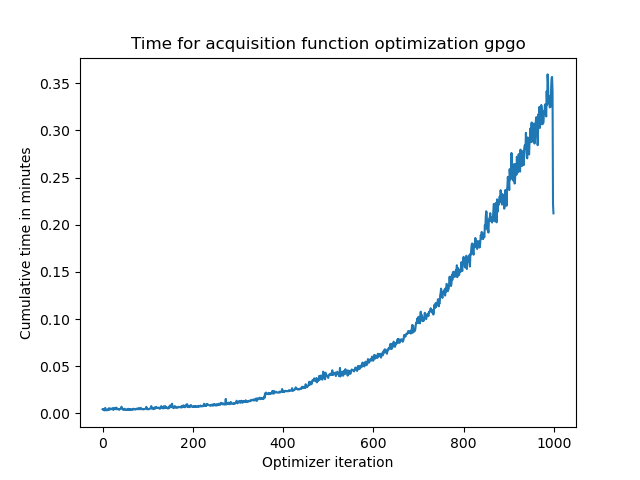 Time for acquisition function optimization gpgo
Cumulative time in minutes
0.35
0.30
0.25
0.20
0.15
0.10
0.05
0.00
0 200 400 600 800 1000
Optimizer iteration